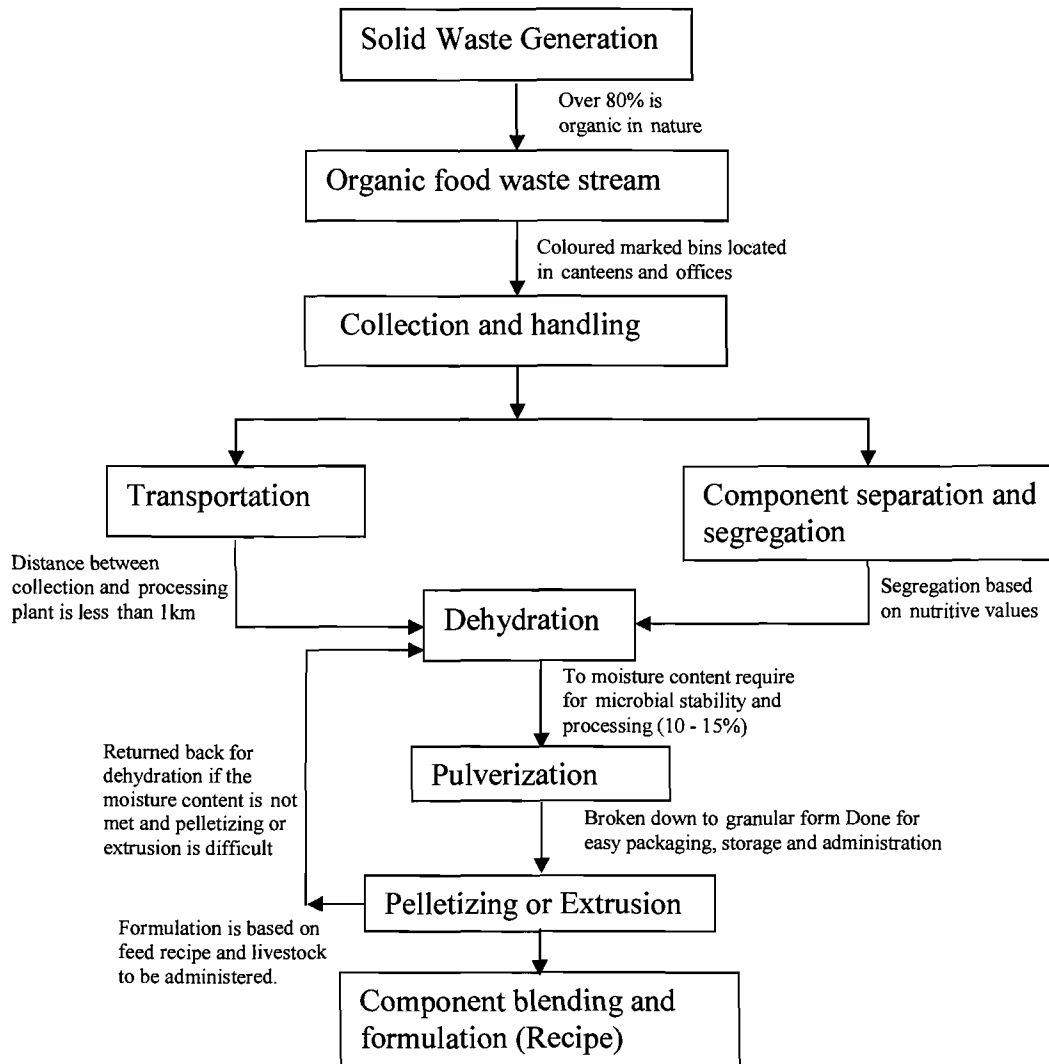 Solid Waste Generation
Over 80% is
organic in nature
Organic food waste stream
Coloured marked bins located
in canteens and offices
Collection and handling
Transportation
Component separation and
segregation
Distance between
collection and processing
plant is less than 1km
Segregation based
on nutritive values
Dehydration
To moisture content require
for microbial stability and
processing (10 - 15%)
Returned back for
dehydration if the
moisture content is not
met and pelletizing or
extrusion is difficult
Pulverization
Broken down to granular form Done for
easy packaging, storage and administration
Pelletizing or Extrusion
Formulation is based on
feed recipe and livestock
to be administered.
Component blending and
formulation (Recipe)